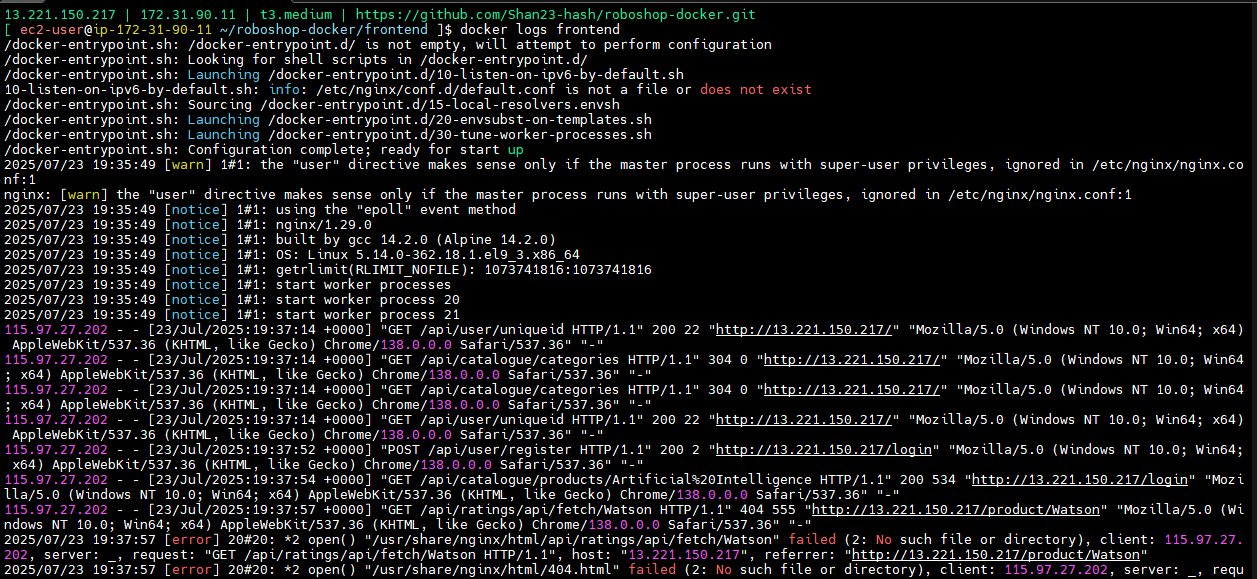 13.221.150.217 | 172.31.90.11 | t3.medium | https://github.com/Shan23-hash/roboshop-docker.git
[ ec2-user@ip-172-31-90-11 ~/roboshop-docker/frontend ]$ docker logs frontend
/docker-entrypoint.sh: /docker-entrypoint.d/ is not empty, will attempt to perform configuration
/docker-entrypoint.sh: Looking for shell scripts in /docker-entrypoint.d/
/docker-entrypoint.sh: Launching /docker-entrypoint.d/10-listen-on-ipv6-by-default.sh
10-listen-on-ipv6-by-default.sh: info: /etc/nginx/conf.d/default.conf is not a file or does not exist
/docker-entrypoint.sh: Sourcing /docker-entrypoint.d/15-local-resolvers.envsh
/docker-entrypoint.sh: Launching /docker-entrypoint.d/20-envsubst-on-templates.sh
/docker-entrypoint.sh: Launching /docker-entrypoint.d/30-tune-worker-processes.sh
/docker-entrypoint.sh: Configuration complete; ready for start up
2025/07/23 19:35:49 [warn] 1#1: the "user" directive makes sense only if the master process runs with super-user privileges, ignored in /etc/nginx/nginx.co
nf:1
nginx: [warn] the "user" directive makes sense only if the master process runs with super-user privileges, ignored in /etc/nginx/nginx.conf:1
2025/07/23 19:35:49 [notice] 1#1: using the "epoll" event method
2025/07/23 19:35:49 [notice] 1#1: nginx/1.29.0
2025/07/23 19:35:49 [notice] 1#1: built by gcc 14.2.0 (Alpine 14.2.0)
2025/07/23 19:35:49 [notice] 1#1: OS: Linux 5.14.0-362.18.1.el9_3.x86_64
2025/07/23 19:35:49 [notice] 1#1: getrlimit(RLIMIT_NOFILE): 1073741816:1073741816
2025/07/23 19:35:49 [notice] 1#1: start worker processes
2025/07/23 19:35:49 [notice] 1#1: start worker process 20
2025/07/23 19:35:49 [notice] 1#1: start worker process 21
115.97.27.202 - - [23/Jul/2025:19:37:14 +0000] "GET /api/user/uniqueid HTTP/1.1" 200 22 "http://13.221.150.217/" "Mozilla/5.0 (Windows NT 10.0; Win64; x64)
 AppleWebKit/537.36 (KHTML, like Gecko) Chrome/138.0.0.0 Safari/537.36" "-"
115.97.27.202 - - [23/Jul/2025:19:37:14 +0000] "GET /api/catalogue/categories HTTP/1.1" 304 0 "http://13.221.150.217/" "Mozilla/5.0 (Windows NT 10.0; Win64
; x64) AppleWebKit/537.36 (KHTML, like Gecko) Chrome/138.0.0.0 Safari/537.36" "-"
115.97.27.202 - - [23/Jul/2025:19:37:14 +0000] "GET /api/catalogue/categories HTTP/1.1" 304 0 "http://13.221.150.217/" "Mozilla/5.0 (Windows NT 10.0; Win64
; x64) AppleWebKit/537.36 (KHTML, like Gecko) Chrome/138.0.0.0 Safari/537.36" "-"
115.97.27.202 - - [23/Jul/2025:19:37:14 +0000] "GET /api/user/uniqueid HTTP/1.1" 200 22 "http://13.221.150.217/" "Mozilla/5.0 (Windows NT 10.0; Win64; x64)
 AppleWebKit/537.36 (KHTML, like Gecko) Chrome/138.0.0.0 Safari/537.36" "-"
115.97.27.202 - - [23/Jul/2025:19:37:52 +0000] "POST /api/user/register HTTP/1.1" 200 2 "http://13.221.150.217/login" "Mozilla/5.0 (Windows NT 10.0; Win64;
 x64) AppleWebKit/537.36 (KHTML, like Gecko) Chrome/138.0.0.0 Safari/537.36" "-"
115.97.27.202 - - [23/Jul/2025:19:37:54 +0000] "GET /api/catalogue/products/Artificial%20Intelligence HTTP/1.1" 200 534 "http://13.221.150.217/login" "Mozi
lla/5.0 (Windows NT 10.0; Win64; x64) AppleWebKit/537.36 (KHTML, like Gecko) Chrome/138.0.0.0 Safari/537.36" "-"
115.97.27.202 - - [23/Jul/2025:19:37:57 +0000] "GET /api/ratings/api/fetch/Watson HTTP/1.1" 404 555 "http://13.221.150.217/product/Watson" "Mozilla/5.0 (Wi
ndows NT 10.0; Win64; x64) AppleWebKit/537.36 (KHTML, like Gecko) Chrome/138.0.0.0 Safari/537.36" "-"
2025/07/23 19:37:57 [error] 20#20: *2 open() "/usr/share/nginx/html/api/ratings/api/fetch/Watson" failed (2: No such file or directory), client: 115.97.27.
202, server: _, request: "GET /api/ratings/api/fetch/Watson HTTP/1.1", host: "13.221.150.217", referrer: "http://13.221.150.217/product/Watson"
2025/07/23 19:37:57 [error] 20#20: *2 open() "/usr/share/nginx/html/404.html" failed (2: No such file or directory), client: 115.97.27.202, server: _, requ